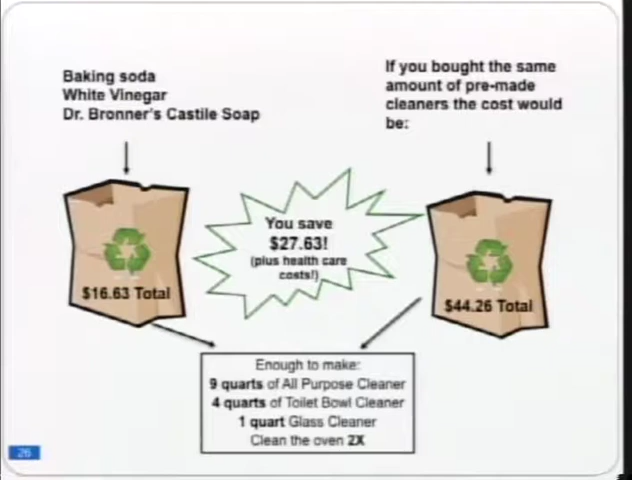 Baking soda
White Vinegar
Dr. Bronner's Castile Soap
If you bought the same
amount of pre-made
cleaners the cost would
be:
You save
$27.63!
(plus health care
costs!)
$16.63 Total
$44.26 Total
Enough to make:
9 quarts of All Purpose Cleaner
4 quarts of Toilet Bowl Cleaner
1 quart Glass Cleaner
Clean the oven 2X
26